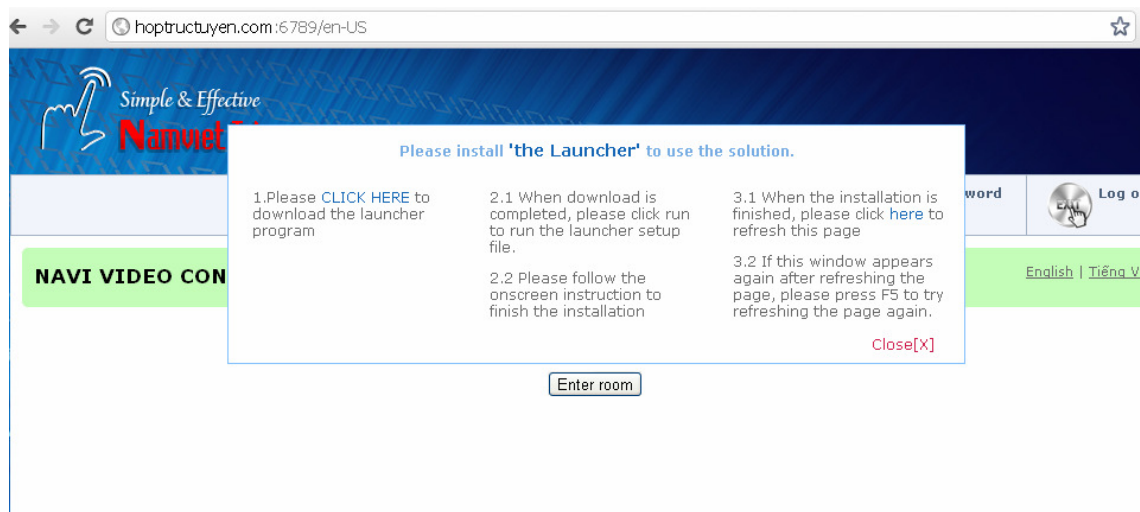 hoptructuyen.com:6789/en-US
Simple & Effective
Namviet
Please install 'the Launcher' to use the solution.
1.Please CLICK HERE to
download the launcher
program
2.1 When download is
completed, please click run
to run the launcher setup
file.
2.2 Please follow the
onscreen instruction to
finish the installation
3.1 When the installation is
finished, please click here to
refresh this page
3.2 If this window appears
again after refreshing the
page, please press F5 to try
refreshing the page again.
Close[X]
word
EXIT
Log o
NAVI VIDEO CON
English | Tiếng V
Enter room